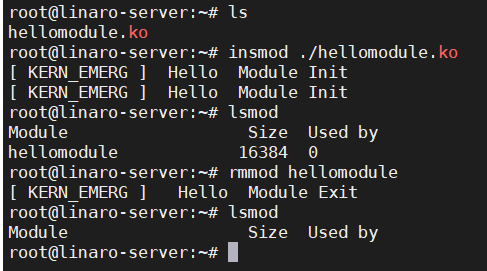 root@linaro-server:~# ls
hellomodule.ko
root@linaro-server:~# insmod ./hellomodule.ko
[ KERN_EMERG ]  Hello  Module Init
[ KERN_EMERG ]  Hello  Module Init
root@linaro-server:~# lsmod
Module                  Size  Used by
hellomodule            16384  0
root@linaro-server:~# rmmod hellomodule
[ KERN_EMERG ]   Hello  Module Exit
root@linaro-server:~# lsmod
Module                  Size  Used by
root@linaro-server:~#